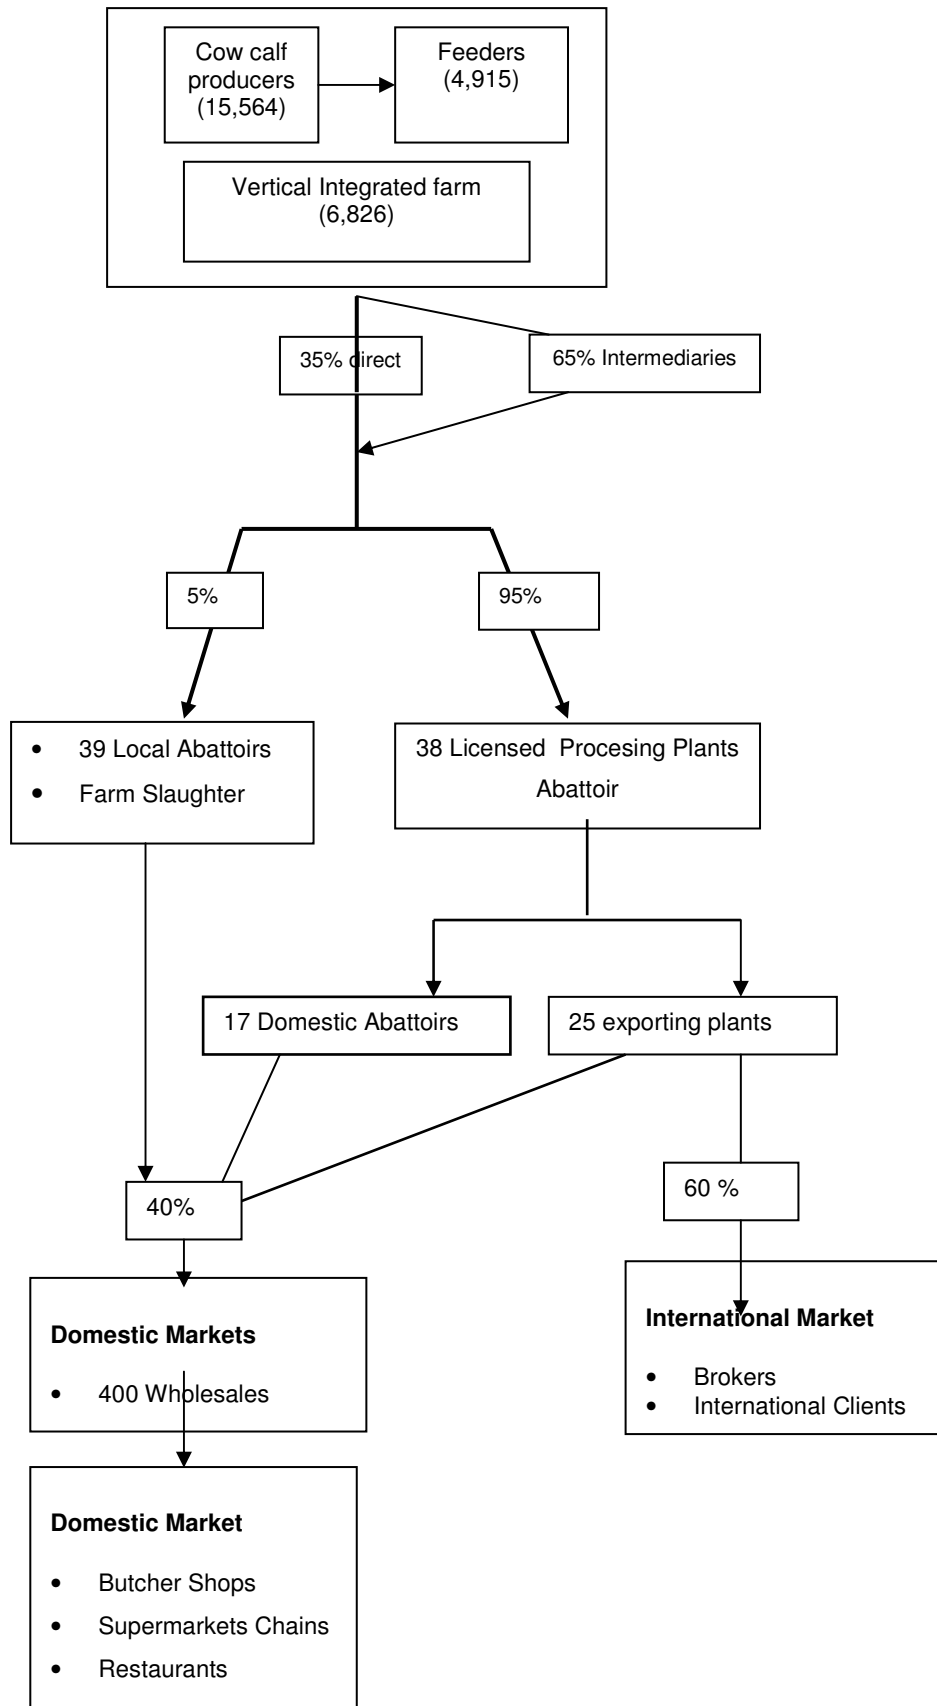 Cow calf
producers
(15,564)
Feeders
(4,915)
Vertical Integrated farm
(6,826)
35% direct
65% Intermediaries
5%
95%
• 39 Local Abattoirs
• Farm Slaughter
38 Licensed Procesing Plants
Abattoir
17 Domestic Abattoirs
25 exporting plants
40%
60 %
Domestic Markets
• 400 Wholesales
International Market
• Brokers
• International Clients
Domestic Market
• Butcher Shops
• Supermarkets Chains
• Restaurants